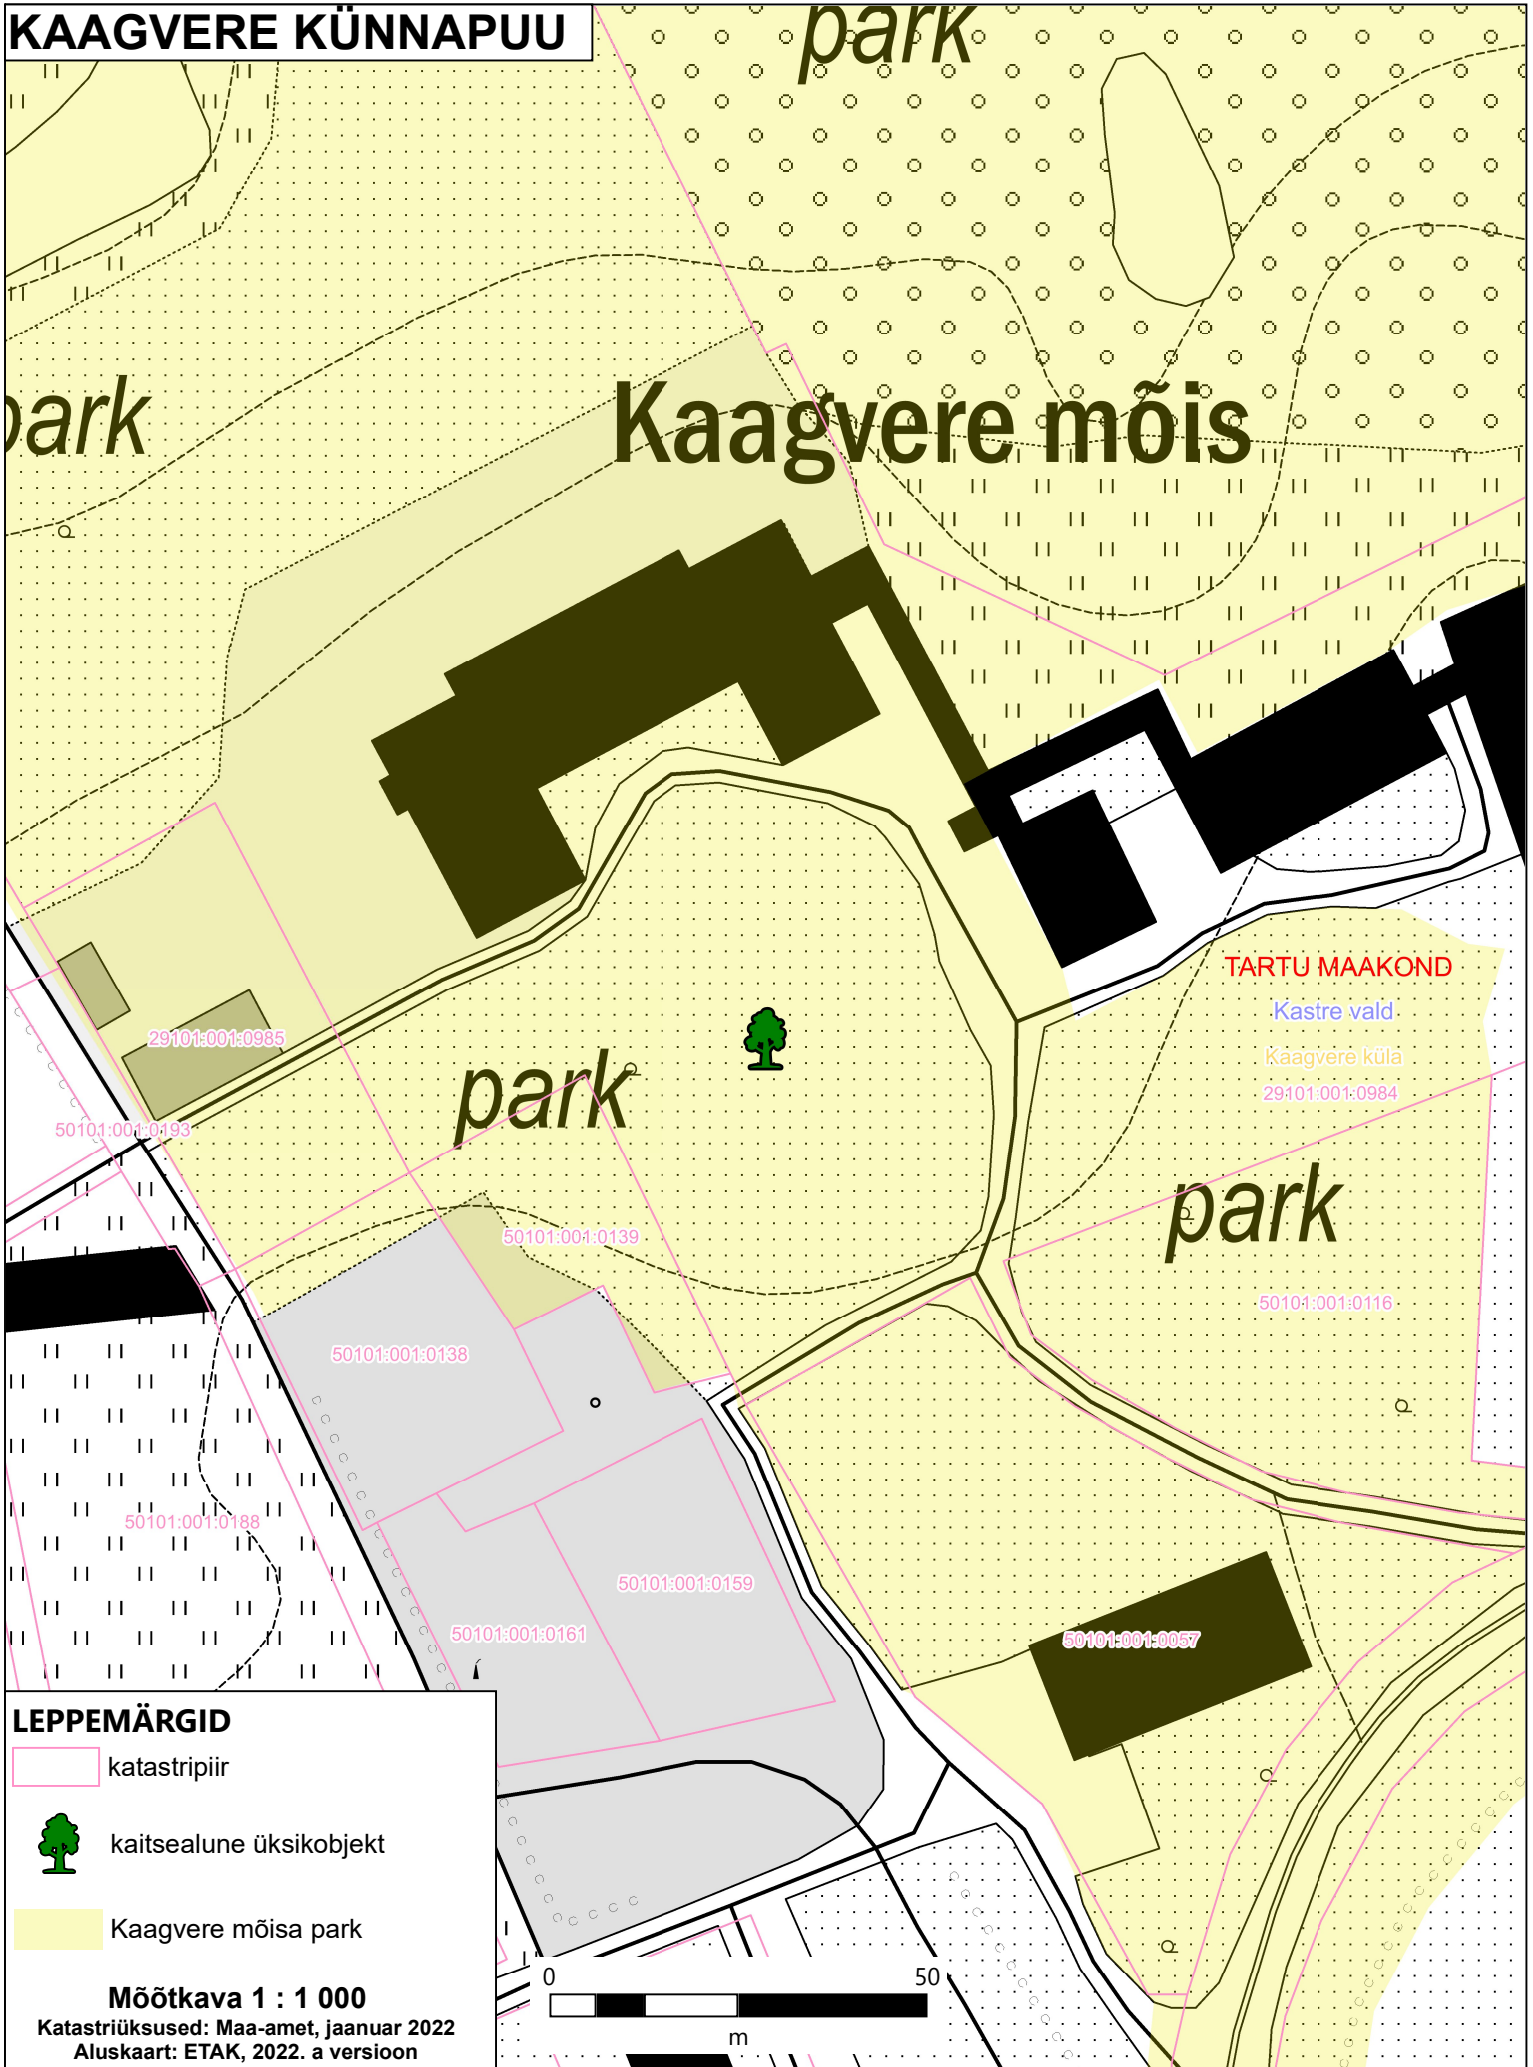 KAAGVERE KÜNNAPUU
park
park
Kaagvere mõis
TARTU MAAKOND
Kastre vald
29101:001:0985
Kaagvere küla
park
29101:001:0984
50101:001:0193
park
50101:001:0139
50101:001:0116
50101:001:0138
50101:001:0188
50101:001:0159
50101:001:0161
50101:001:0057
LEPPEMÄRGID
katastripiir
kaitsealune üksikobjekt
Kaagvere mõisa park
Mõõtkava 1 : 1 000
Katastriüksused: Maa-amet, jaanuar 2022
Aluskaart: ETAK, 2022. a versioon
0 50
m